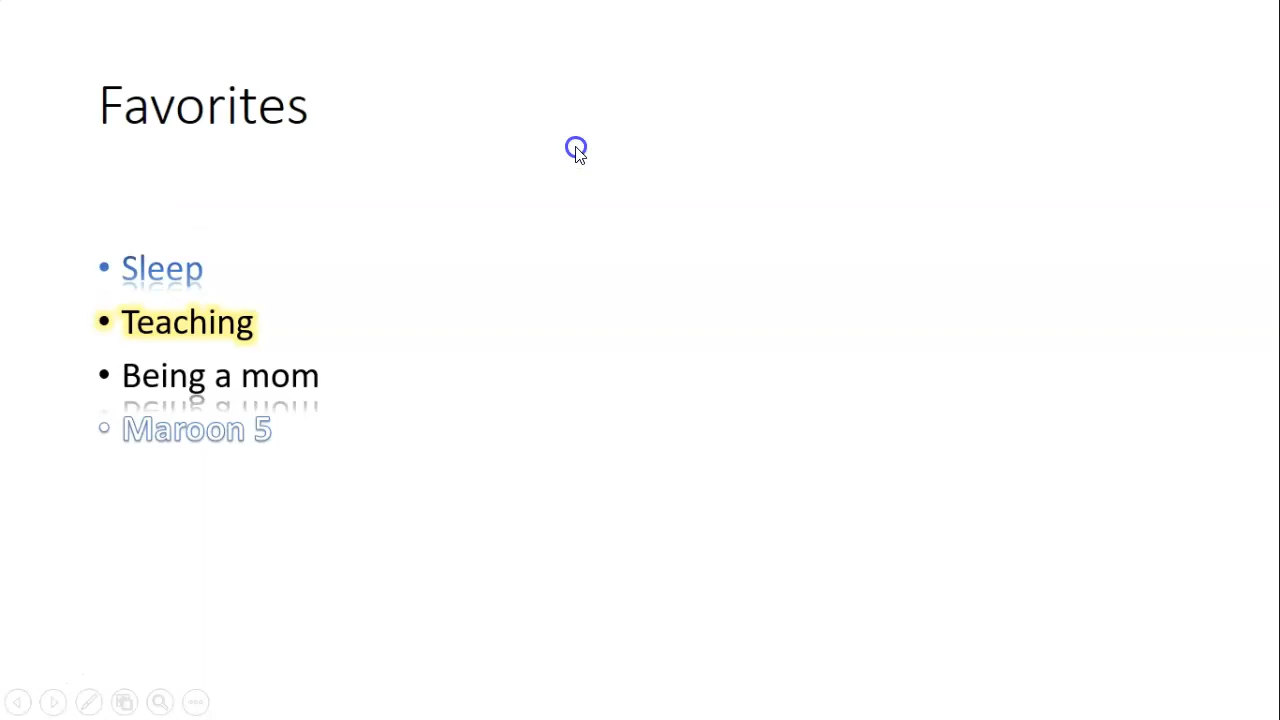 Favorites
• Sleep
• Teaching
• Being a mom
• Maroon 5